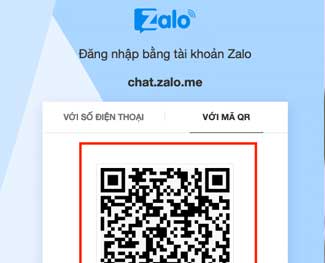 Zalo
Đăng nhập bằng tài khoản Zalo
chat.zalo.me
VỚI SỐ ĐIỆN THOẠI
VỚI MÃ QR